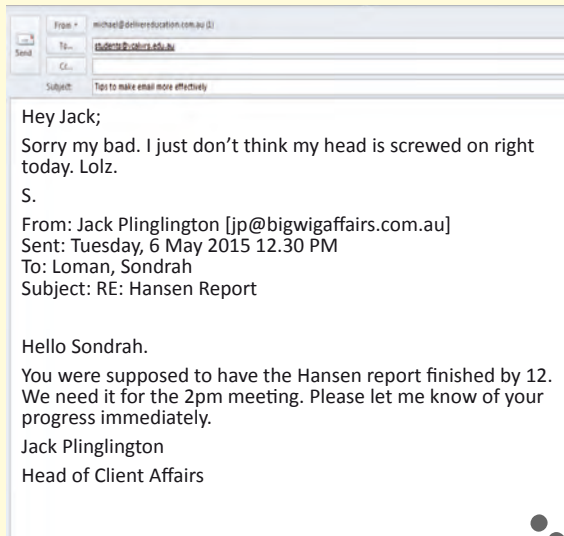 From
michael@delivereducation.com.au (1)
Send
To...
students@vcalvrs.edu.au
Cc...
Subject:
Tips to make email more effectively
Hey Jack;
Sorry my bad. I just don’t think my head is screwed on right
today. Lolz.
S.
From: Jack Plinglington [jp@bigwigaffairs.com.au]
Sent: Tuesday, 6 May 2015 12.30 PM
To: Loman, Sondrah
Subject: RE: Hansen Report
Hello Sondrah.
You were supposed to have the Hansen report finished by 12.
We need it for the 2pm meeting. Please let me know of your
progress immediately.
Jack Plinglington
Head of Client Affairs